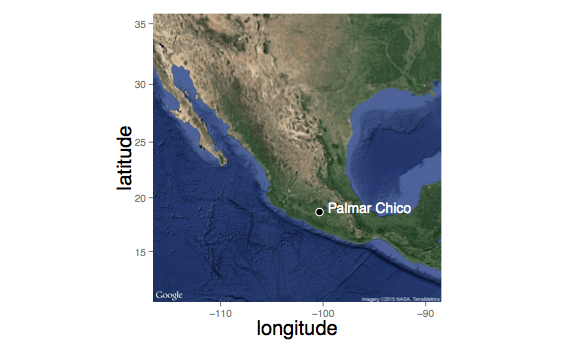 latitude
35
30
25
20
15
Palmar Chico
Google
Imagery ©2015 NASA, TerraMetrics
−110
−100
−90
longitude